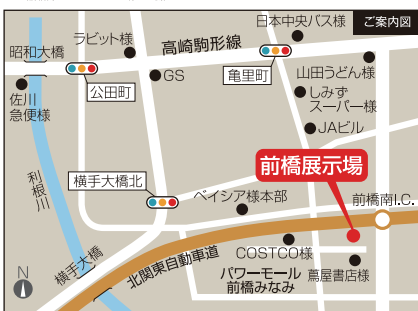 日本中央バス様
ご案内図
ラビット様
高崎駒形線
昭和大橋
GS
亀里町
山田うどん様
公田町
しみず
スーパー様
佐川
急便様
JAビル
前橋展示場
横手大橋北
利根川
ベイシア様本部
前橋南I.C.
横手大橋
北関東自動車道
COSTCO様
パワーモール
前橋みなみ
蔦屋書店様
N